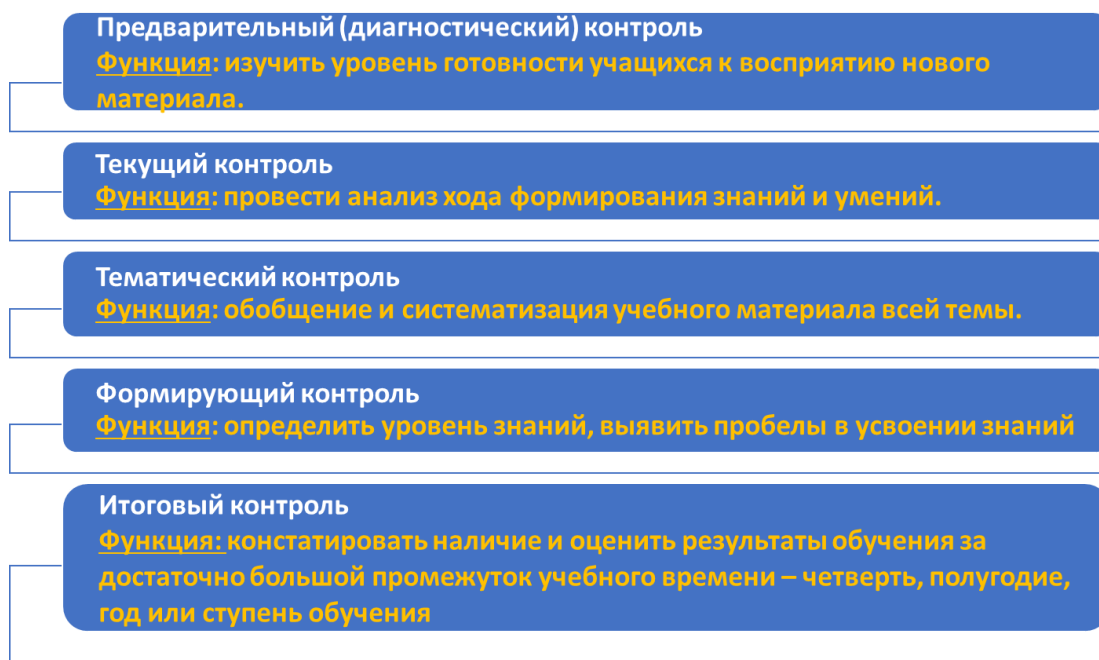 Предварительный (диагностический) контроль
Функция: изучить уровень готовности учащихся к восприятию нового
материала.
Текущий контроль
Функция: провести анализ хода формирования знаний и умений.
Тематический контроль
Функция: обобщение и систематизация учебного материала всей темы.
Формирующий контроль
Функция: определить уровень знаний, выявить пробелы в усвоении знаний
Итоговый контроль
Функция: констатировать наличие и оценить результаты обучения за
достаточно большой промежуток учебного времени – четверть, полугодие,
год или ступень обучения